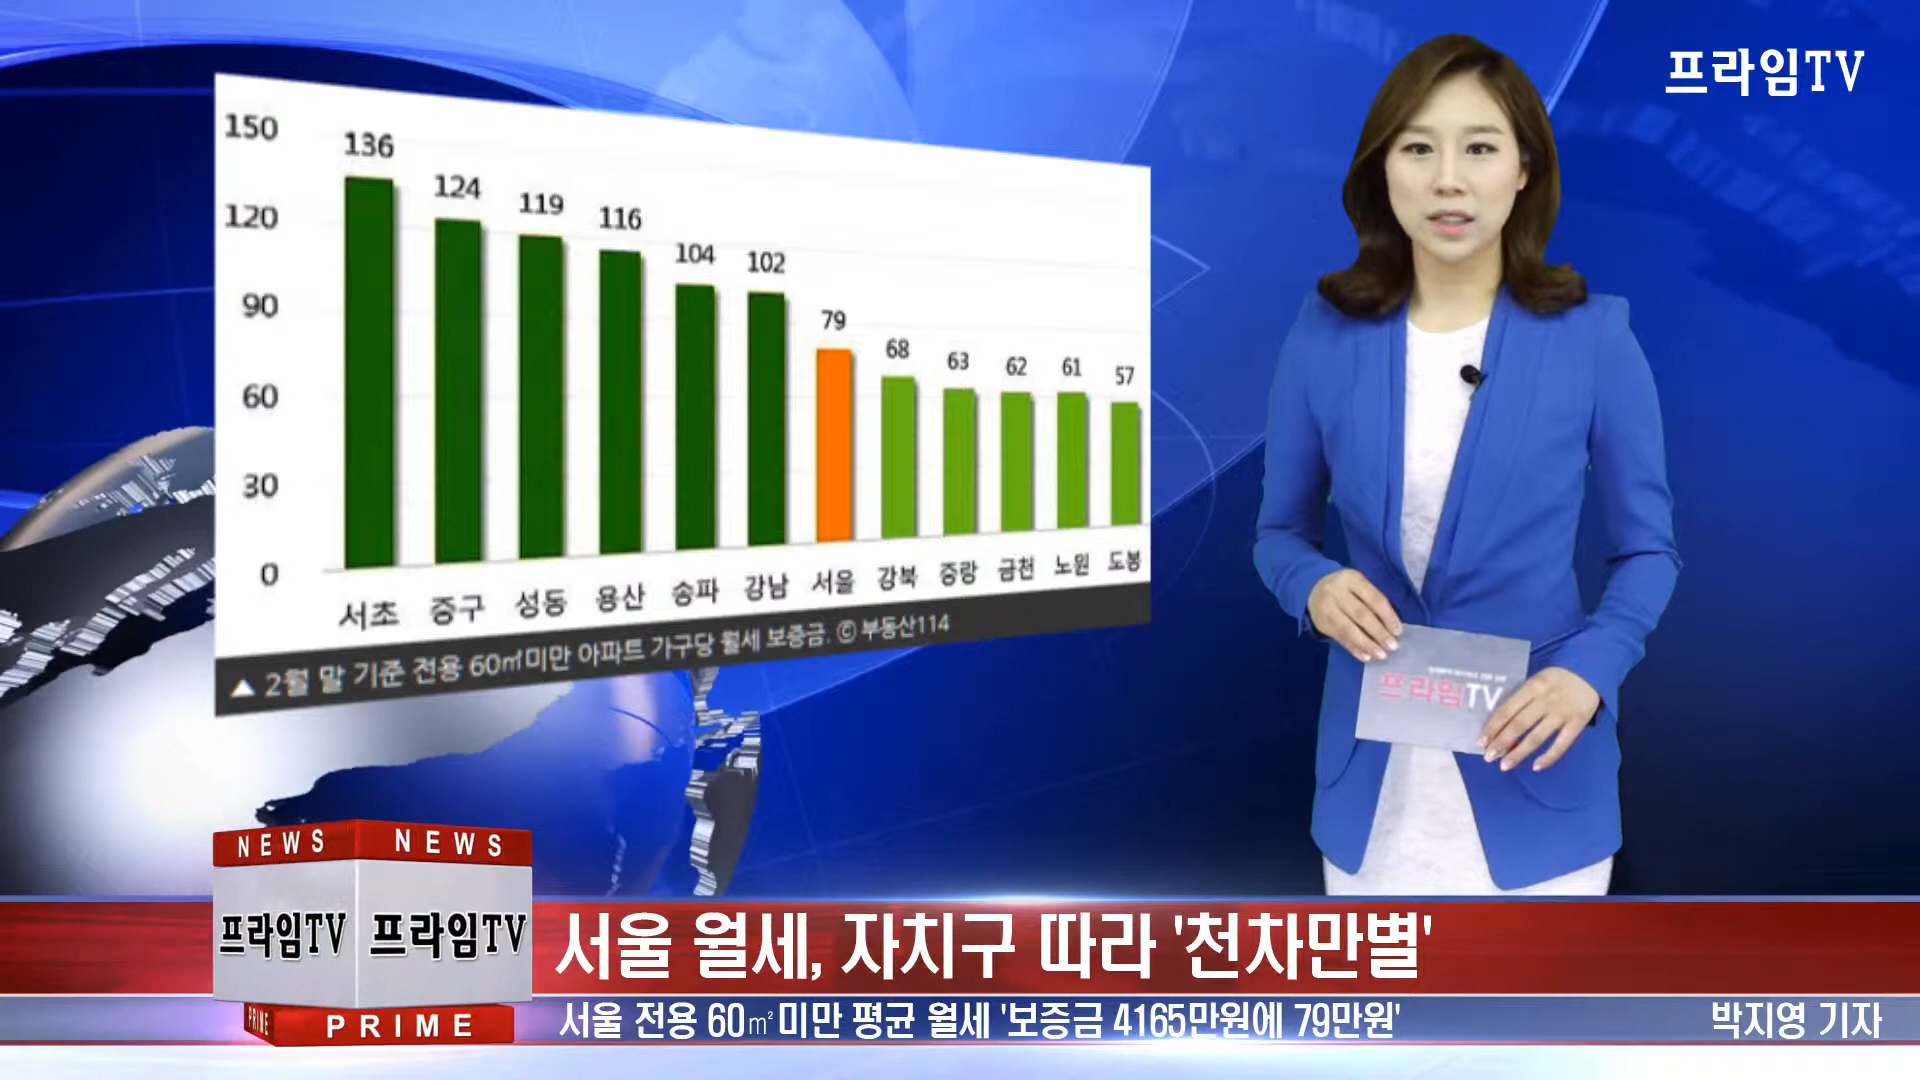 프라임TV
150
120
90
60
30
0
136
124
119
116
104
102
79
68
63
62
61
57
서초 중구 성동 용산 송파 강남 서울 강북 중랑 금천 노원 도봉
▲ 2월 말 기준 전용 60㎡미만 아파트 가구당 월세 보증금. ⓒ 부동산114
프라임TV
NEWS NEWS
프라임TV 프라임TV
PRIME PRIME
서울 월세, 자치구 따라 '천차만별'
서울 전용 60㎡미만 평균 월세 '보증금 4165만원에 79만원'
박지영 기자